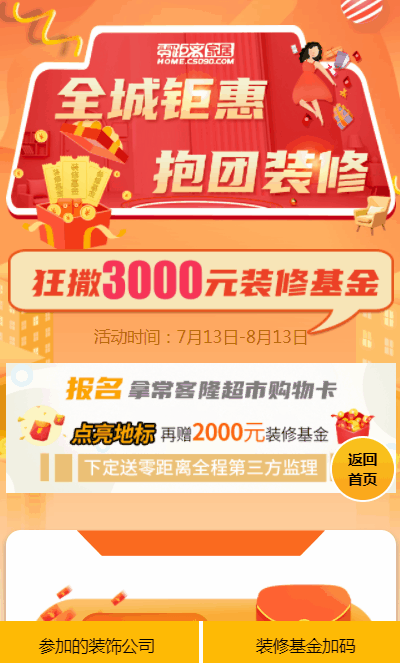 零距离家居
HOME.CS090.COM
全城钜惠
抱团装修
狂撒3000元装修基金
活动时间：7月13日-8月13日
报名 拿常客隆超市购物卡
点亮地标 再赠2000元装修基金
下定送零距离全程第三方监理
返回
首页
参加的装饰公司
装修基金加码